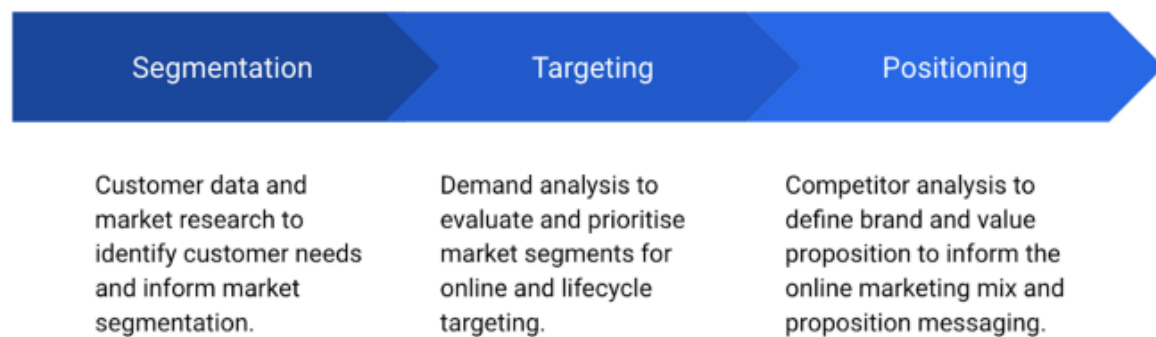 Segmentation
Targeting
Positioning
Customer data and
market research to
identify customer needs
and inform market
segmentation.
Demand analysis to
evaluate and prioritise
market segments for
online and lifecycle
targeting.
Competitor analysis to
define brand and value
proposition to inform the
online marketing mix and
proposition messaging.